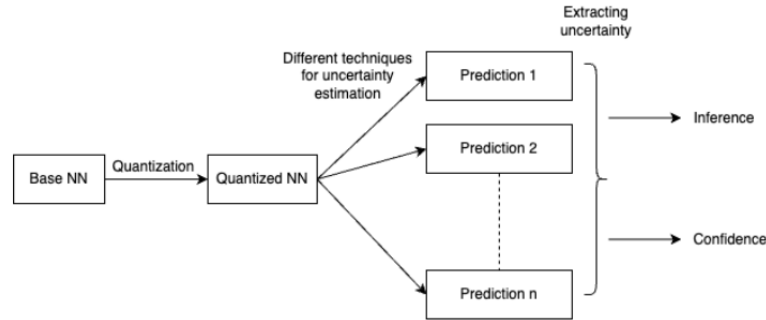 Extracting
uncertainty
Different techniques
for uncertainty
estimation
Prediction 1
Inference
Prediction 2
Base NN
Quantization
Quantized NN
Confidence
Prediction n